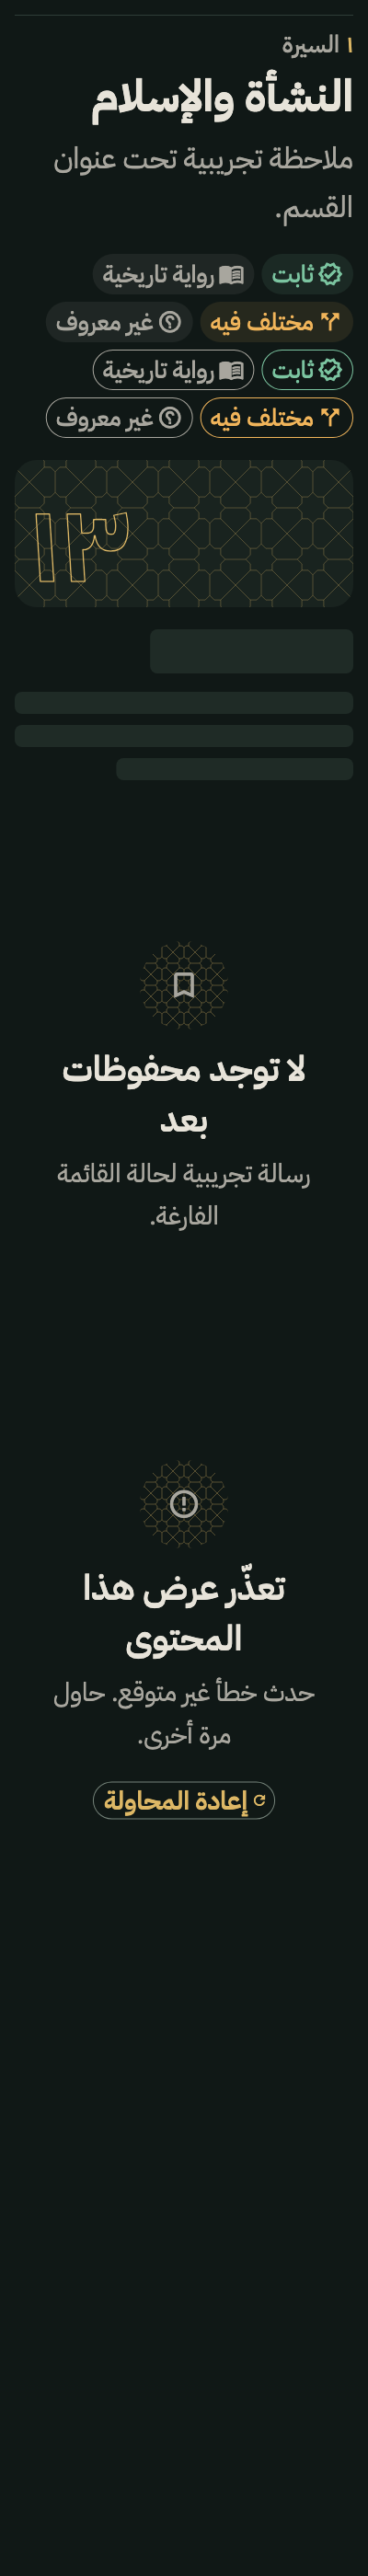 ١ السيرة
النشأة والإسلام
ملاحظة تجريبية تحت عنوان
القسم.
ثابت رواية تاريخية
مختلف فيه غير معروف
ثابت رواية تاريخية
مختلف فيه غير معروف
١٣
لا توجد محفوظات
بعد
رسالة تجريبية لحالة القائمة
الفارغة.
تعذّر عرض هذا
المحتوى
حدث خطأ غير متوقع. حاول
مرة أخرى.
إعادة المحاولة